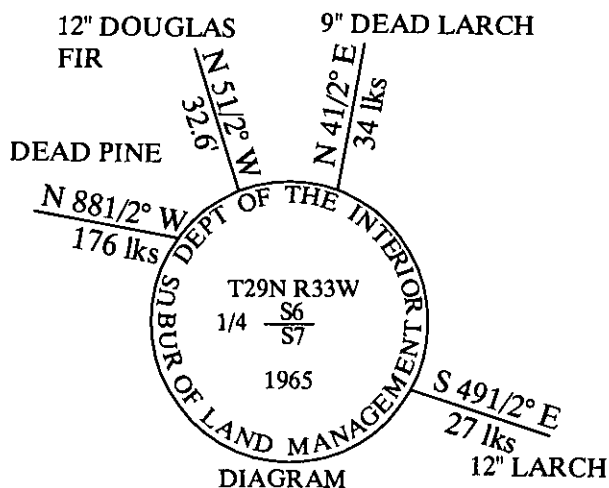 12" DOUGLAS
FIR
9" DEAD LARCH
N 51/2° W
32.6'
N 41/2° E
34 lks
DEAD PINE
N 881/2° W
176 lks
SUBUR OF LAND MANAGEMENT
DEPT OF THE INTERIOR
T29N R33W
1/4 S6
S7
1965
S 491/2° E
27 lks
12" LARCH
DIAGRAM